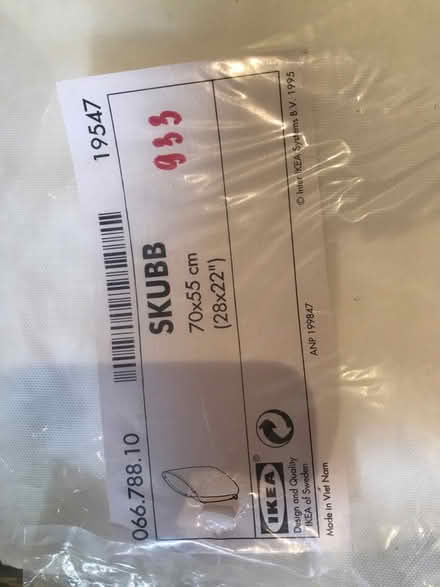 066.788.10
19547
SKUBB
933
70x55 cm
(28x22")
IKEA®
Design and Quality
IKEA of Sweden
Made in Viet Nam
ANP 199847
© Inter IKEA Systems B.V. 1995